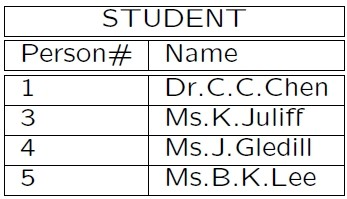 STUDENT
Person# Name
1 Dr.C.C.Chen
3 Ms.K.Juliff
4 Ms.J.Gledill
5 Ms.B.K.Lee